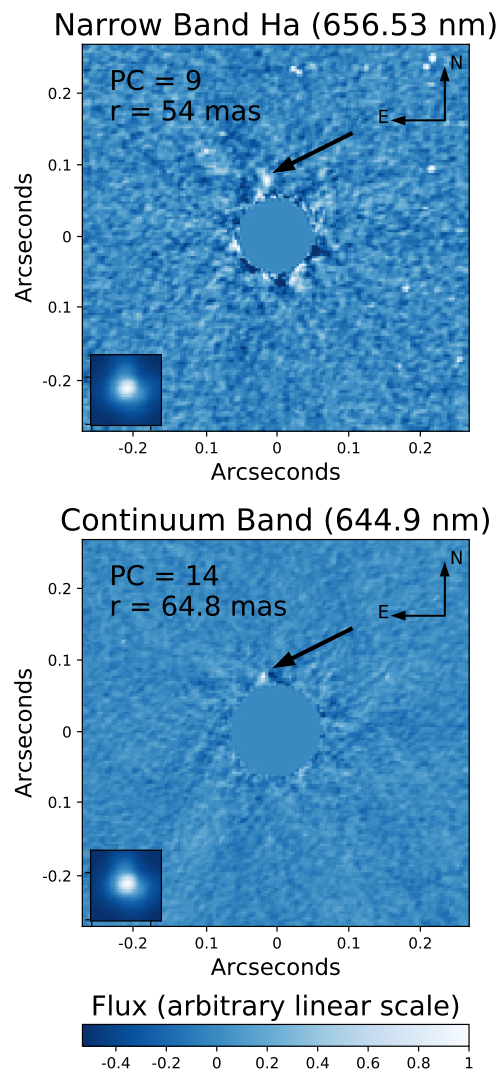 Narrow Band Ha (656.53 nm)
PC = 9
r = 54 mas
N
E
0.2
0.1
0
0.1
-0.2
Arcseconds
-0.2
0.1
0
0.1
0.2
Arcseconds
Continuum Band (644.9 nm)
PC = 14
r = 64.8 mas
N
E
0.2
0.1
0
0.1
-0.2
Arcseconds
-0.2
0.1
0
0.1
0.2
Arcseconds
Flux (arbitrary linear scale)
-0.4
-0.2
0
0.2
0.4
0.6
0.8
1